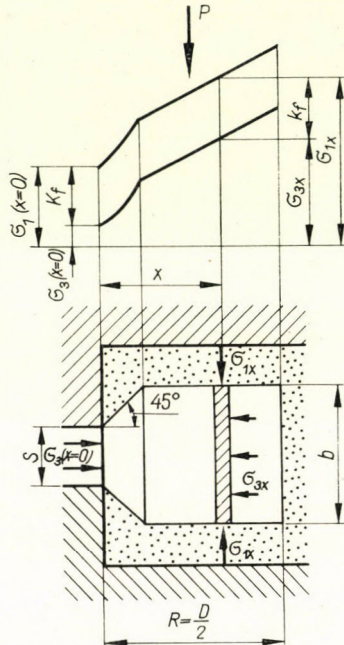 P
kf
σ1x
σ3x
kf
σ1 (x=0)
σ3 (x=0)
x
σ1x
45°
S
σ3(x=0)
σ3x
b
σ1x
R = D/2